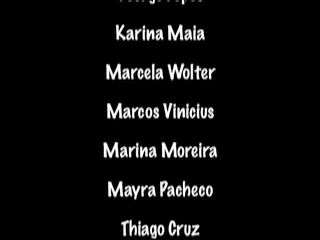 Karina Maia
Marcela Wolter
Marcos Vinicius
Marina Moreira
Mayra Pacheco
Thiago Cruz